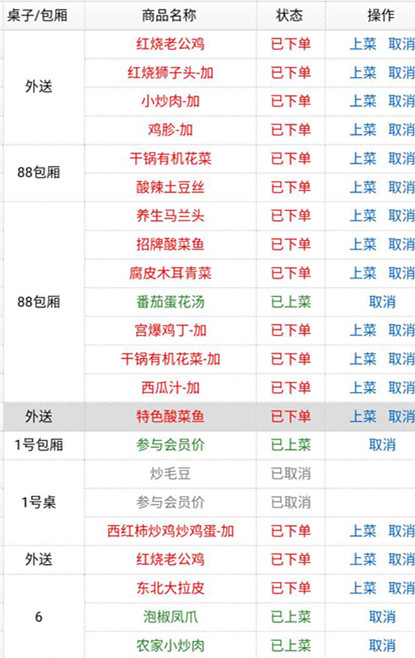 桌子/包厢 商品名称 状态 操作
红烧老公鸡 已下单 上菜 取消
外送 红烧狮子头-加 已下单 上菜 取消
小炒肉-加 已下单 上菜 取消
鸡胗-加 已下单 上菜 取消
88包厢 干锅有机花菜 已下单 上菜 取消
酸辣土豆丝 已下单 上菜 取消
养生马兰头 已下单 上菜 取消
招牌酸菜鱼 已下单 上菜 取消
腐皮木耳青菜 已下单 上菜 取消
88包厢 番茄蛋花汤 已上菜 取消
宫爆鸡丁-加 已下单 上菜 取消
干锅有机花菜-加 已下单 上菜 取消
西瓜汁-加 已下单 上菜 取消
外送 特色酸菜鱼 已下单 上菜 取消
1号包厢 参与会员价 已上菜 取消
炒毛豆 已取消
1号桌 参与会员价 已取消
西红柿炒鸡炒鸡蛋-加 已下单 上菜 取消
外送 红烧老公鸡 已下单 上菜 取消
东北大拉皮 已下单 上菜 取消
6 泡椒凤爪 已上菜 取消
农家小炒肉 已上菜 取消